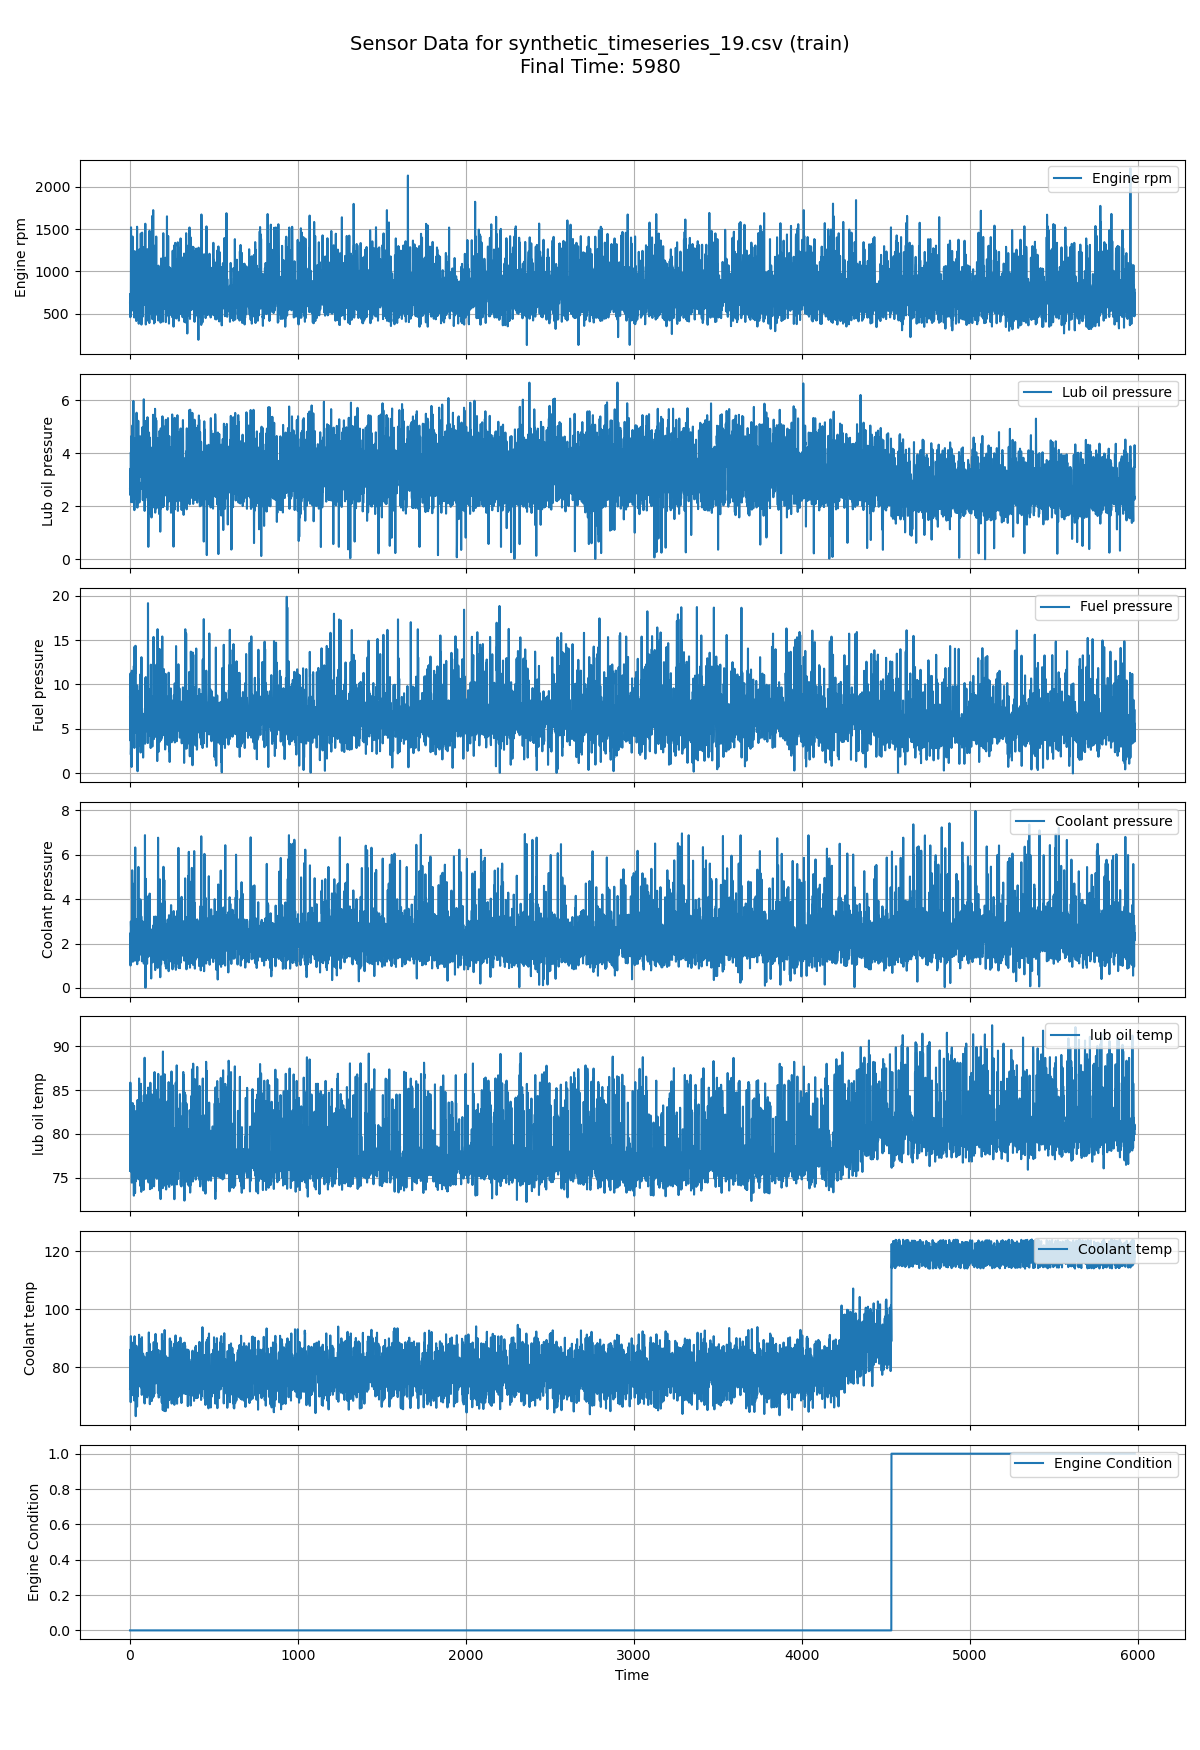 Sensor Data for synthetic_timeseries_19.csv (train)
Final Time: 5980
Engine rpm
2000
1500
1000
500
Engine rpm
Lub oil pressure
6
4
2
0
Lub oil pressure
Fuel pressure
20
15
10
5
0
Fuel pressure
Coolant pressure
8
6
4
2
0
Coolant pressure
lub oil temp
90
85
80
75
lub oil temp
Coolant temp
120
100
80
Coolant temp
Engine Condition
1.0
0.8
0.6
0.4
0.2
0.0
Engine Condition
0 1000 2000 3000 4000 5000 6000
Time